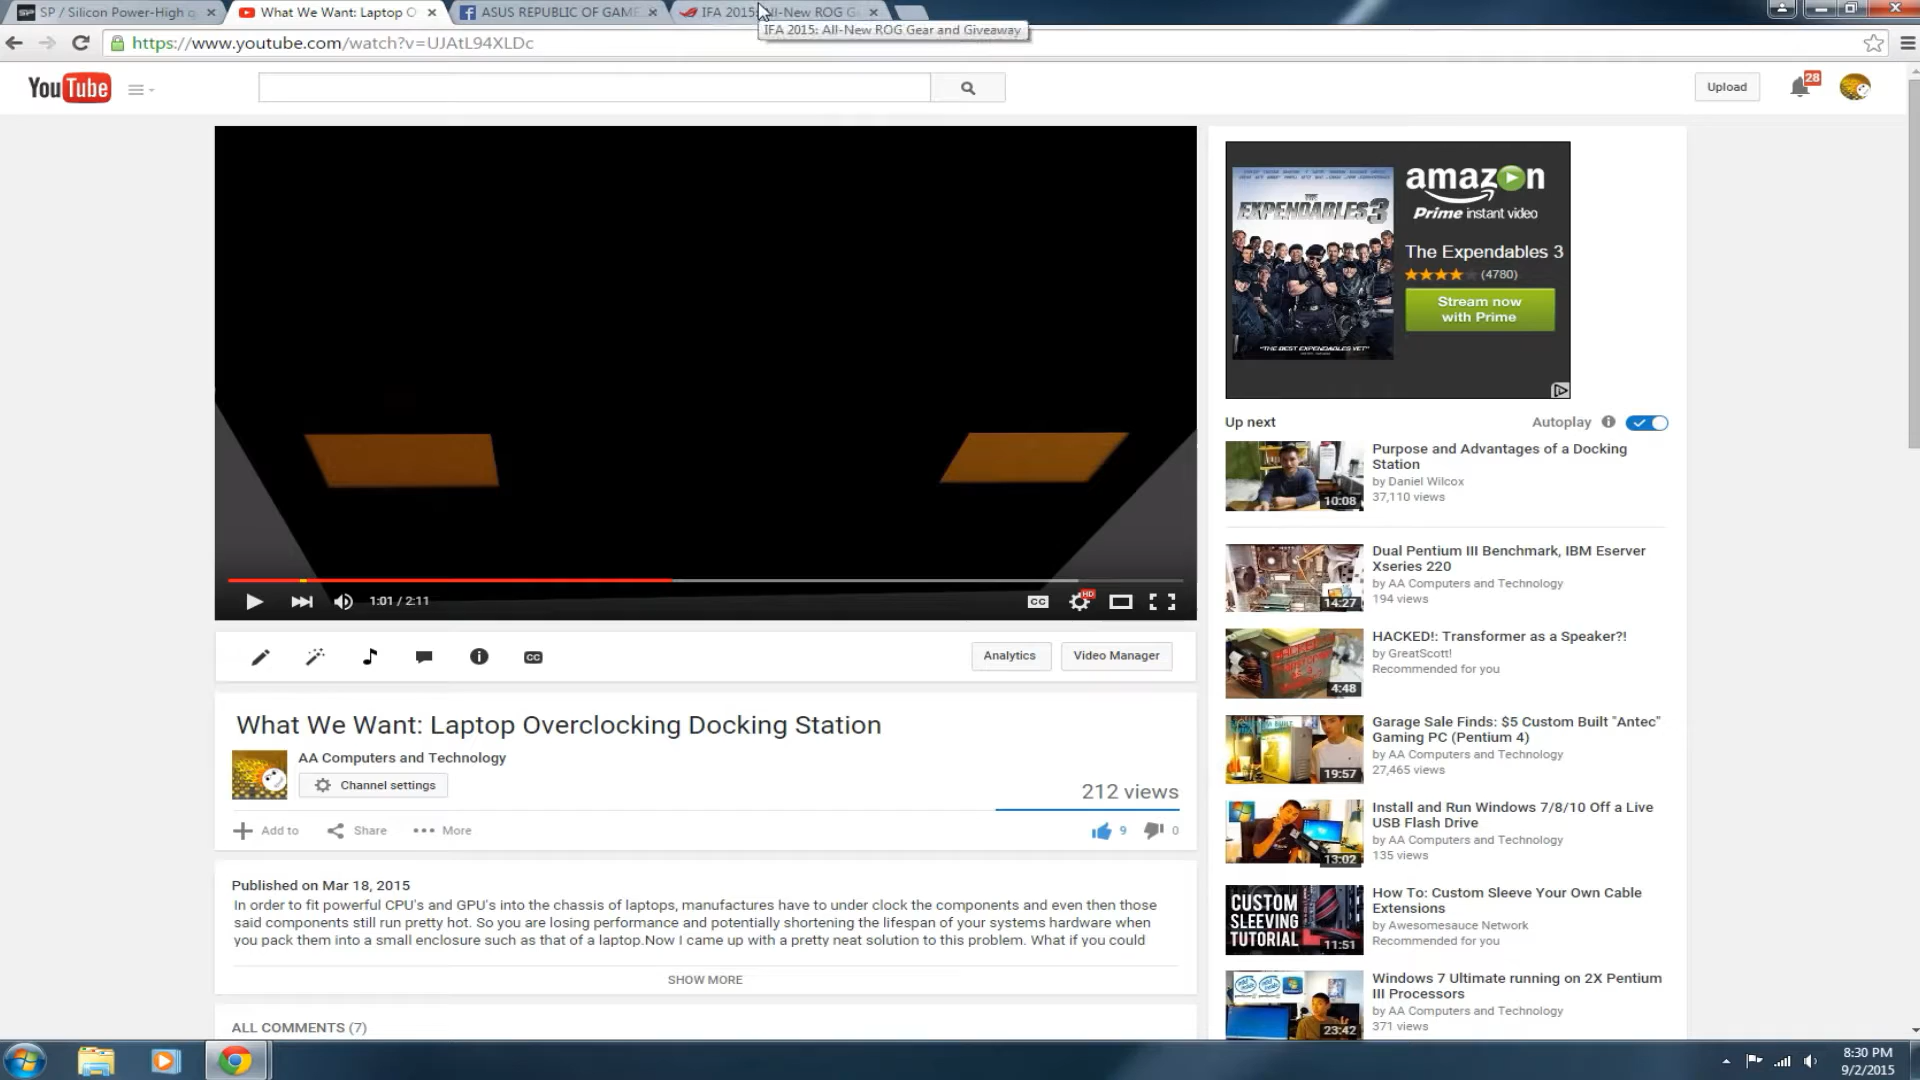 SP / Silicon Power-High q
What We Want: Laptop O
ASUS REPUBLIC OF GAME
IFA 2015: All-New ROG G
IFA 2015: All-New ROG Gear and Giveaway
https://www.youtube.com/watch?v=UJAtL94XLDc
YouTube
Upload
28
amazon
Prime instant video
THE
EXPENDABLES 3
"THE BEST EXPENDABLES YET"
The Expendables 3
(4780)
Stream now
with Prime
Up next
Autoplay
Purpose and Advantages of a Docking
Station
by Daniel Wilcox
37,110 views
10:08
Dual Pentium III Benchmark, IBM Eserver
Xseries 220
by AA Computers and Technology
194 views
14:27
HACKED!: Transformer as a Speaker?!
by GreatScott!
Recommended for you
4:48
Garage Sale Finds: $5 Custom Built "Antec"
Gaming PC (Pentium 4)
by AA Computers and Technology
27,465 views
19:57
Install and Run Windows 7/8/10 Off a Live
USB Flash Drive
by AA Computers and Technology
135 views
13:02
How To: Custom Sleeve Your Own Cable
Extensions
by Awesomesauce Network
Recommended for you
CUSTOM
SLEEVING
TUTORIAL
11:51
Windows 7 Ultimate running on 2X Pentium
III Processors
by AA Computers and Technology
371 views
23:42
1:01 / 2:11
CC
HD
CC
Analytics
Video Manager
What We Want: Laptop Overclocking Docking Station
AA Computers and Technology
Channel settings
212 views
Add to
Share
More
9
0
Published on Mar 18, 2015
In order to fit powerful CPU's and GPU's into the chassis of laptops, manufactures have to under clock the components and even then those
said components still run pretty hot. So you are losing performance and potentially shortening the lifespan of your systems hardware when
you pack them into a small enclosure such as that of a laptop.Now I came up with a pretty neat solution to this problem. What if you could
SHOW MORE
ALL COMMENTS (7)
8:30 PM
9/2/2015